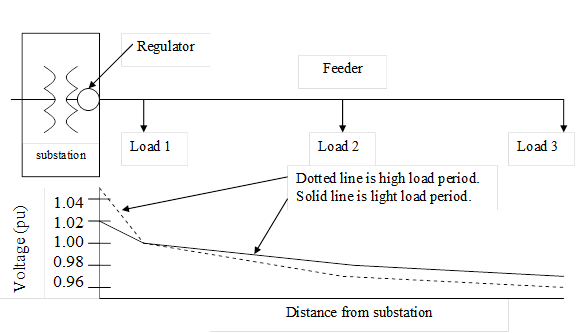 Regulator
Feeder
substation
Load 1
Load 2
Load 3
Dotted line is high load period.
Solid line is light load period.
Voltage (pu)
1.04
1.02
1.00
0.98
0.96
Distance from substation